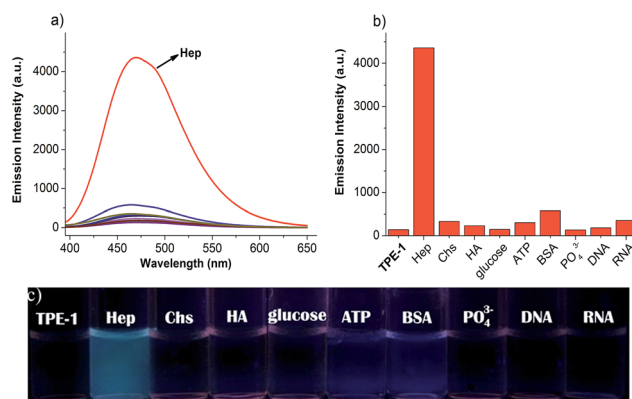 a)
Hep
Emission Intensity (a.u.)
4000
3000
2000
1000
0
400
450
500
550
600
650
Wavelength (nm)
b)
Emission Intensity (a.u.)
4000
3000
2000
1000
0
TPE-1
Hep
Chs
HA
glucose
ATP
BSA
PO₄³⁻
DNA
RNA
c)
TPE-1 Hep Chs HA glucose ATP BSA PO₄³⁻ DNA RNA